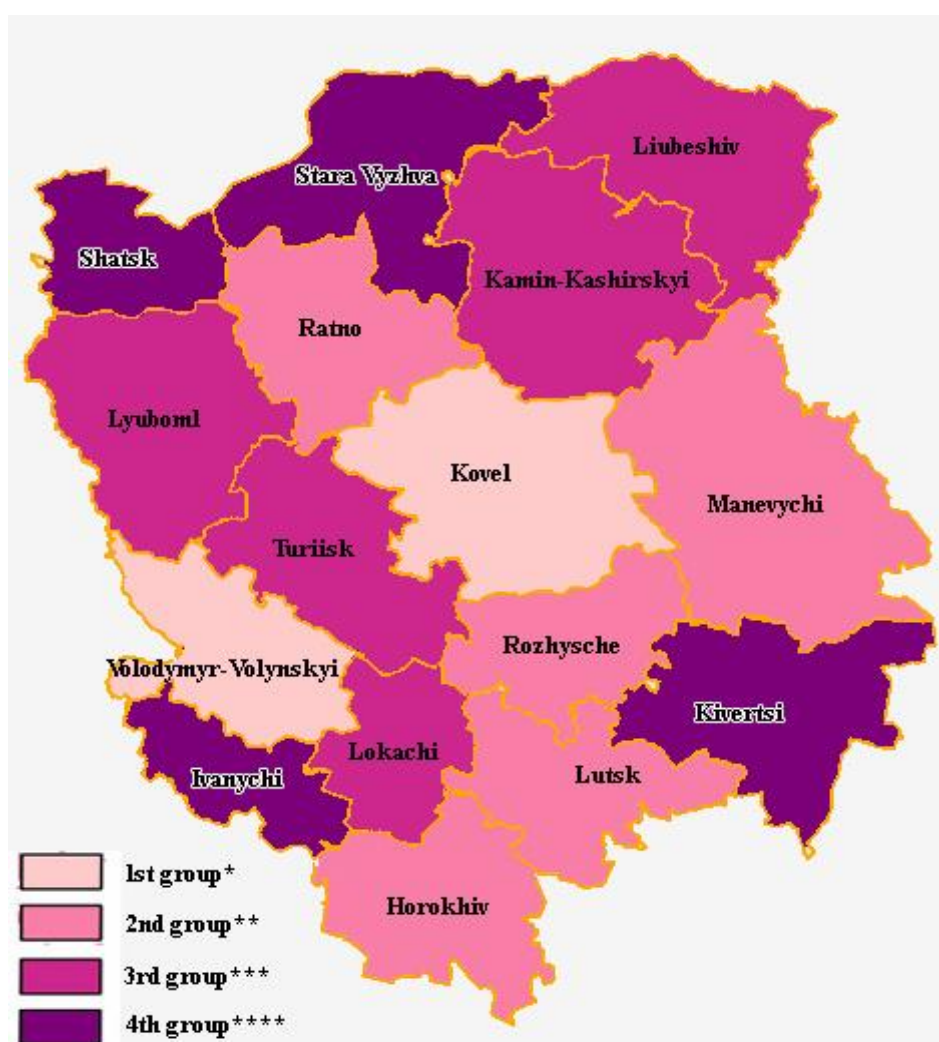 Liubeshiv
Stara Vyzhva
Shatsk
Kamin-Kashirskyi
Ratno
Lyuboml
Kovel
Manevychi
Turiisk
Rozhysche
Volodymyr-Volynskyi
Kivertsi
Lokachi
Ivanychi
Lutsk
Horokhiv
1st group*
2nd group**
3rd group***
4th group****